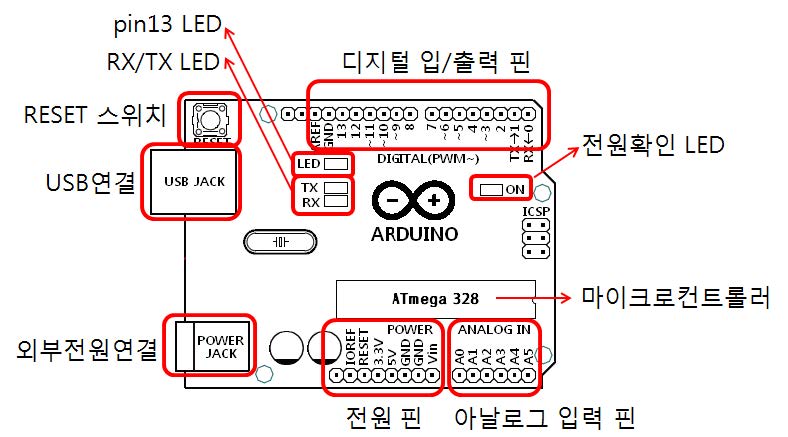 pin13 LED
RX/TX LED
디지털 입/출력 핀
RESET 스위치
RESET
AREF
GND
13
12
~11
~10
~9
8
7
~6
~5
4
~3
2
TX→1
RX←0
DIGITAL(PWM~)
전원확인 LED
LED
USB연결
USB JACK
TX
RX
ON
ICSP
ARDUINO
ATmega 328
마이크로컨트롤러
외부전원연결
POWER
JACK
POWER
IOREF
RESET
3.3V
5V
GND
GND
Vin
ANALOG IN
A0
A1
A2
A3
A4
A5
전원 핀
아날로그 입력 핀